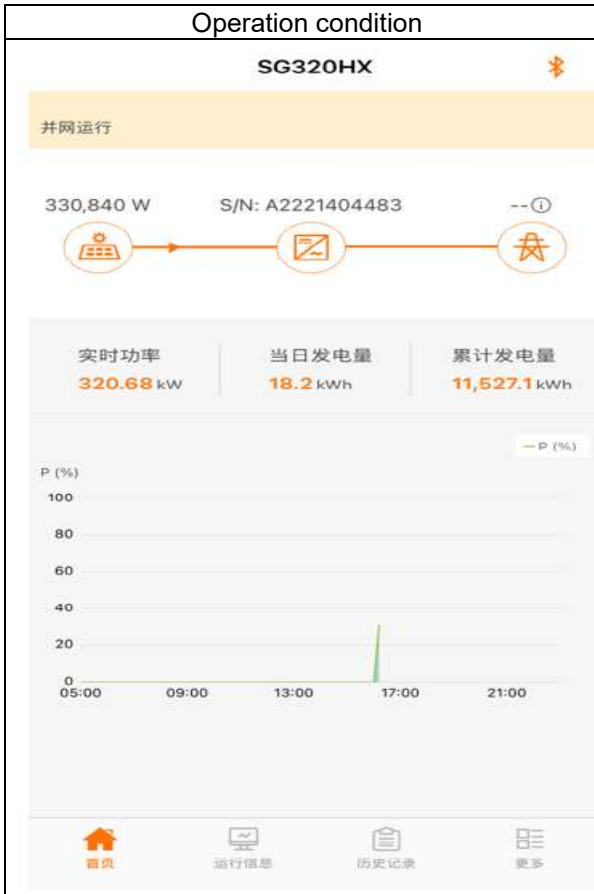 Operation condition
SG320HX
并网运行
330,840 W S/N: A2221404483 --
实时功率 当日发电量 累计发电量
320.68 kW 18.2 kWh 11,527.1 kWh
P (%)
P (%)
100
80
60
40
20
0
05:00 09:00 13:00 17:00 21:00
首页 运行信息 历史记录 更多